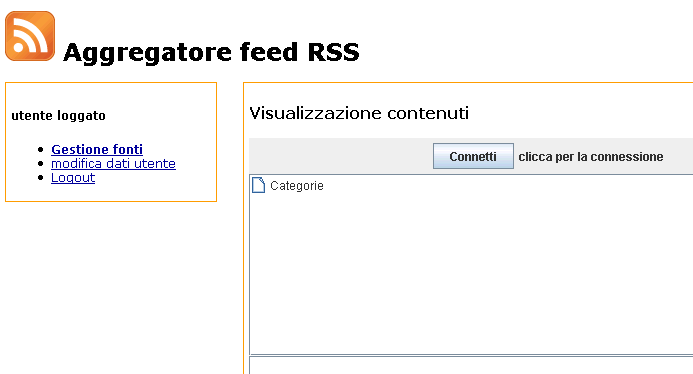 Aggregatore feed RSS
utente loggato
Gestione fonti
modifica dati utente
Logout
Visualizzazione contenuti
Connetti clicca per la connessione
Categorie